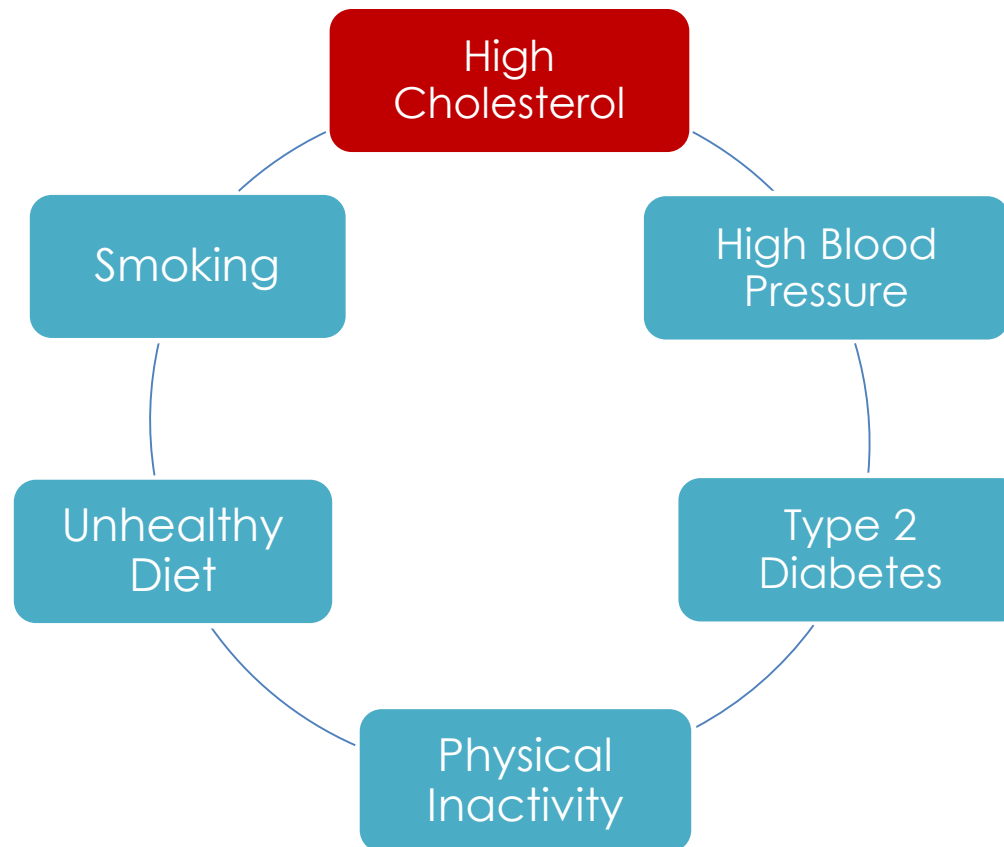 High
Cholesterol
Smoking
High Blood
Pressure
Unhealthy
Diet
Type 2
Diabetes
Physical
Inactivity